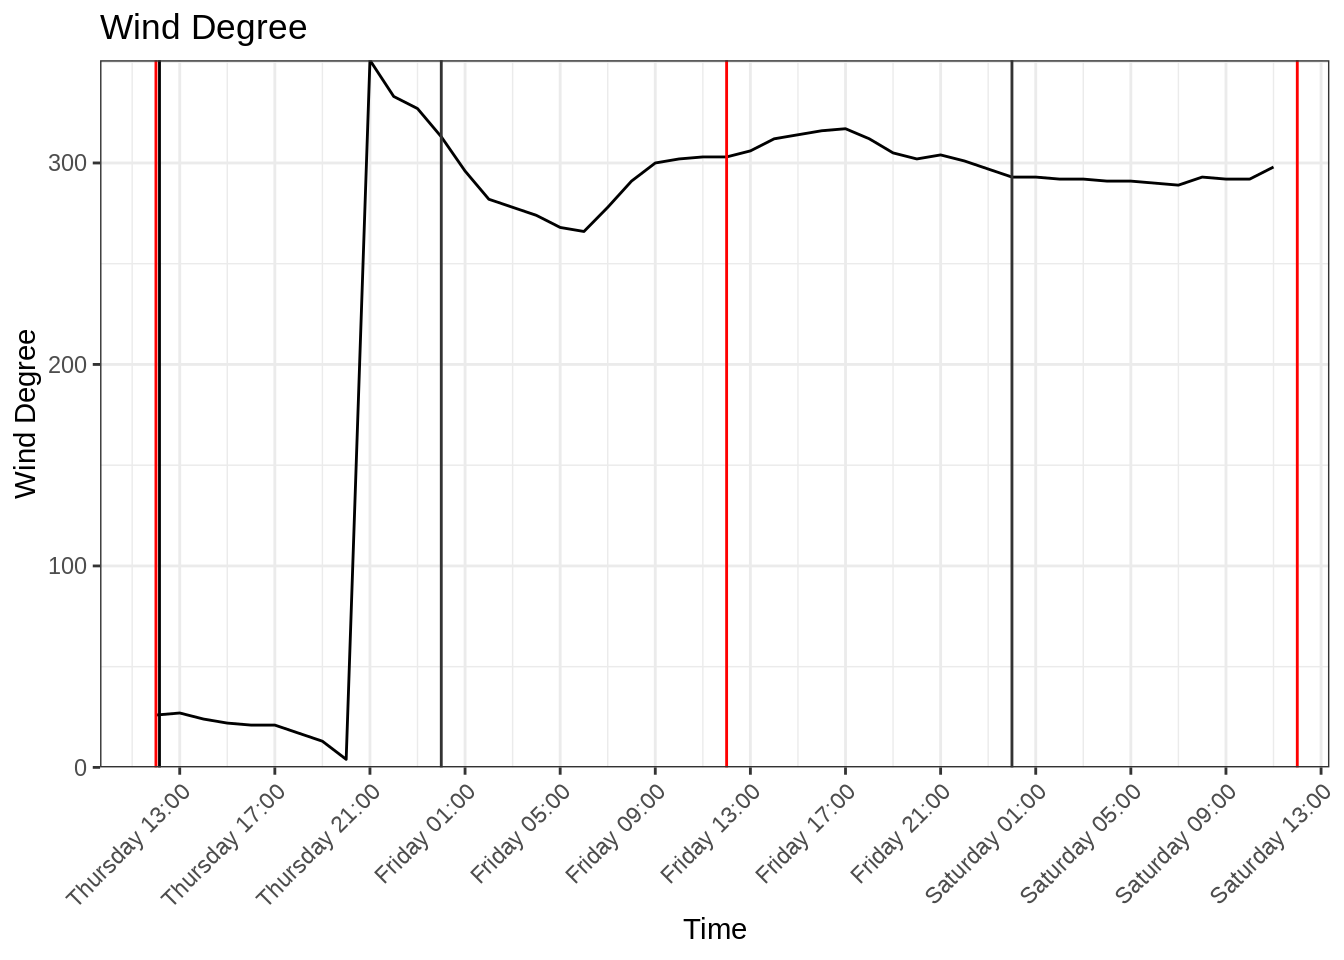 Wind Degree
Wind Degree
300
200
100
0
Thursday 13:00
Thursday 17:00
Thursday 21:00
Friday 01:00
Friday 05:00
Friday 09:00
Friday 13:00
Friday 17:00
Friday 21:00
Saturday 01:00
Saturday 05:00
Saturday 09:00
Saturday 13:00
Time